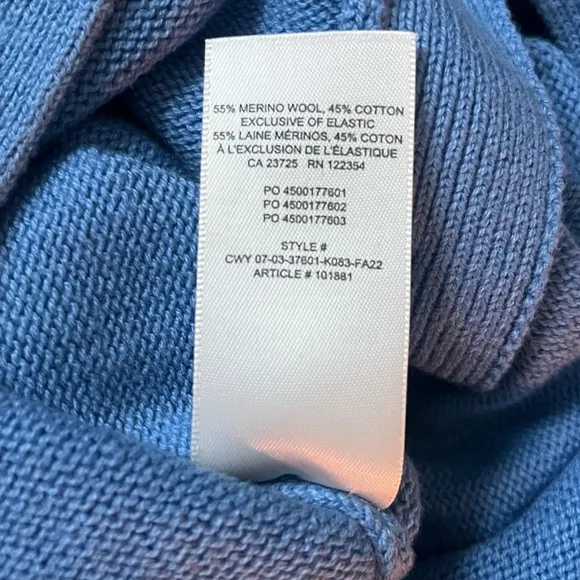 55% MERINO WOOL, 45% COTTON
EXCLUSIVE OF ELASTIC
55% LAINE MÉRINOS, 45% COTON
À L'EXCLUSION DE L'ÉLASTIQUE
CA 23725 RN 122354
PO 4500177601
PO 4500177602
PO 4500177603
STYLE #
CWY 07-03-37601-K083-FA22
ARTICLE # 101881